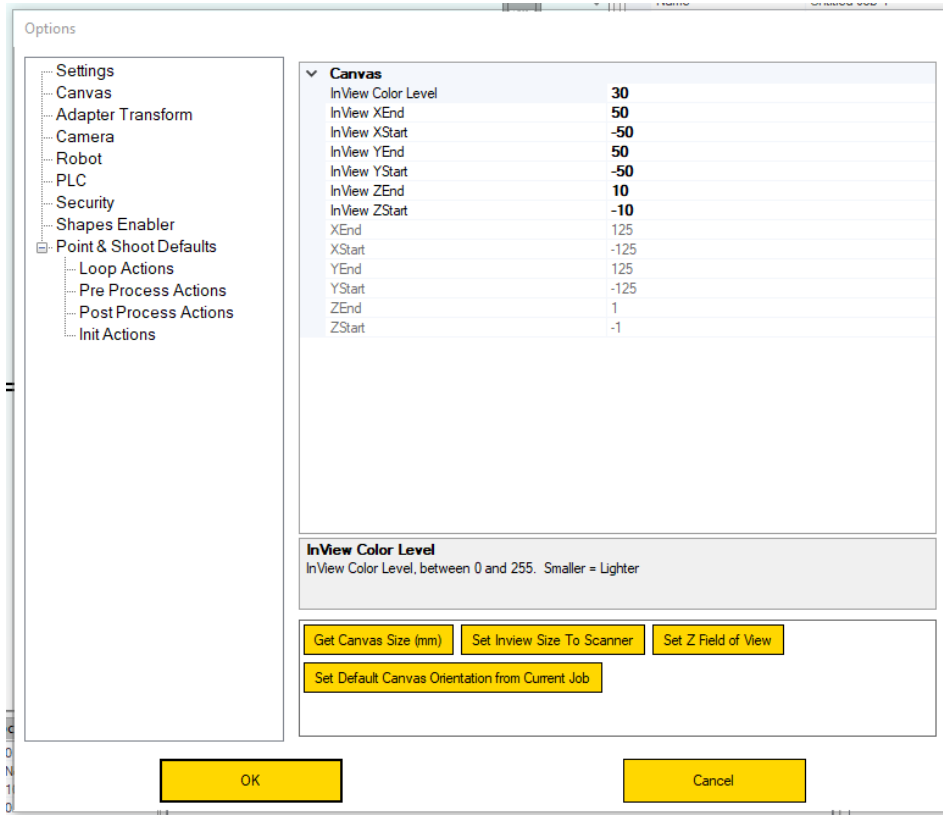 Options
Settings
Canvas
Adapter Transform
Camera
Robot
PLC
Security
Shapes Enabler
Point & Shoot Defaults
Loop Actions
Pre Process Actions
Post Process Actions
Init Actions
Canvas
InView Color Level 30
InView XEnd 50
InView XStart -50
InView YEnd 50
InView YStart -50
InView ZEnd 10
InView ZStart -10
XEnd 125
XStart -125
YEnd 125
YStart -125
ZEnd 1
ZStart -1
InView Color Level
InView Color Level, between 0 and 255. Smaller = Lighter
Get Canvas Size (mm) Set Inview Size To Scanner Set Z Field of View
Set Default Canvas Orientation from Current Job
OK Cancel